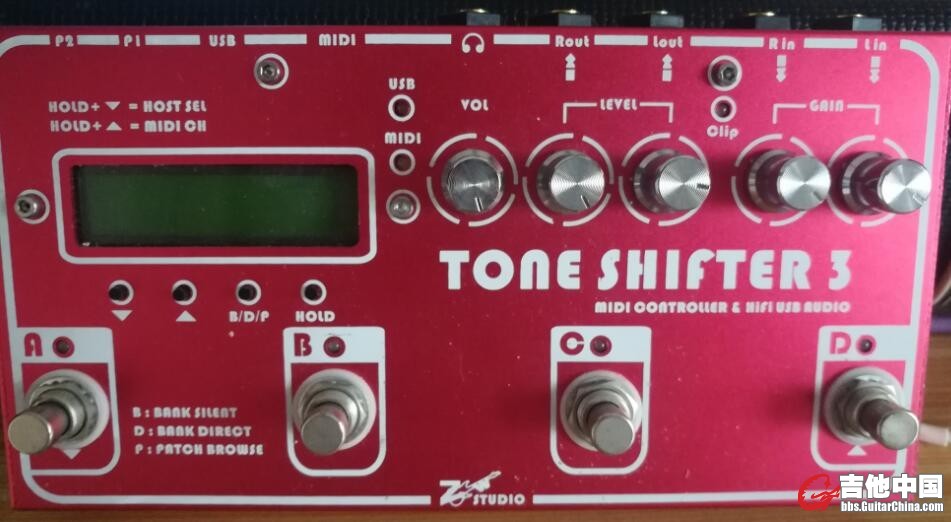 P2 P1 USB MIDI Rout Lout Rin Lin
HOLD+ ▼ = HOST SEL
HOLD+ ▲ = MIDI CH
USB
MIDI
VOL
LEVEL
Clip
GAIN
TONE SHIFTER 3
MIDI CONTROLLER & HiFi USB AUDIO
▼ ▲ B/D/P HOLD
A B C D
B : BANK SILENT
D : BANK DIRECT
P : PATCH BROWSE
STUDIO
吉他中国
bbs.GuitarChina.com